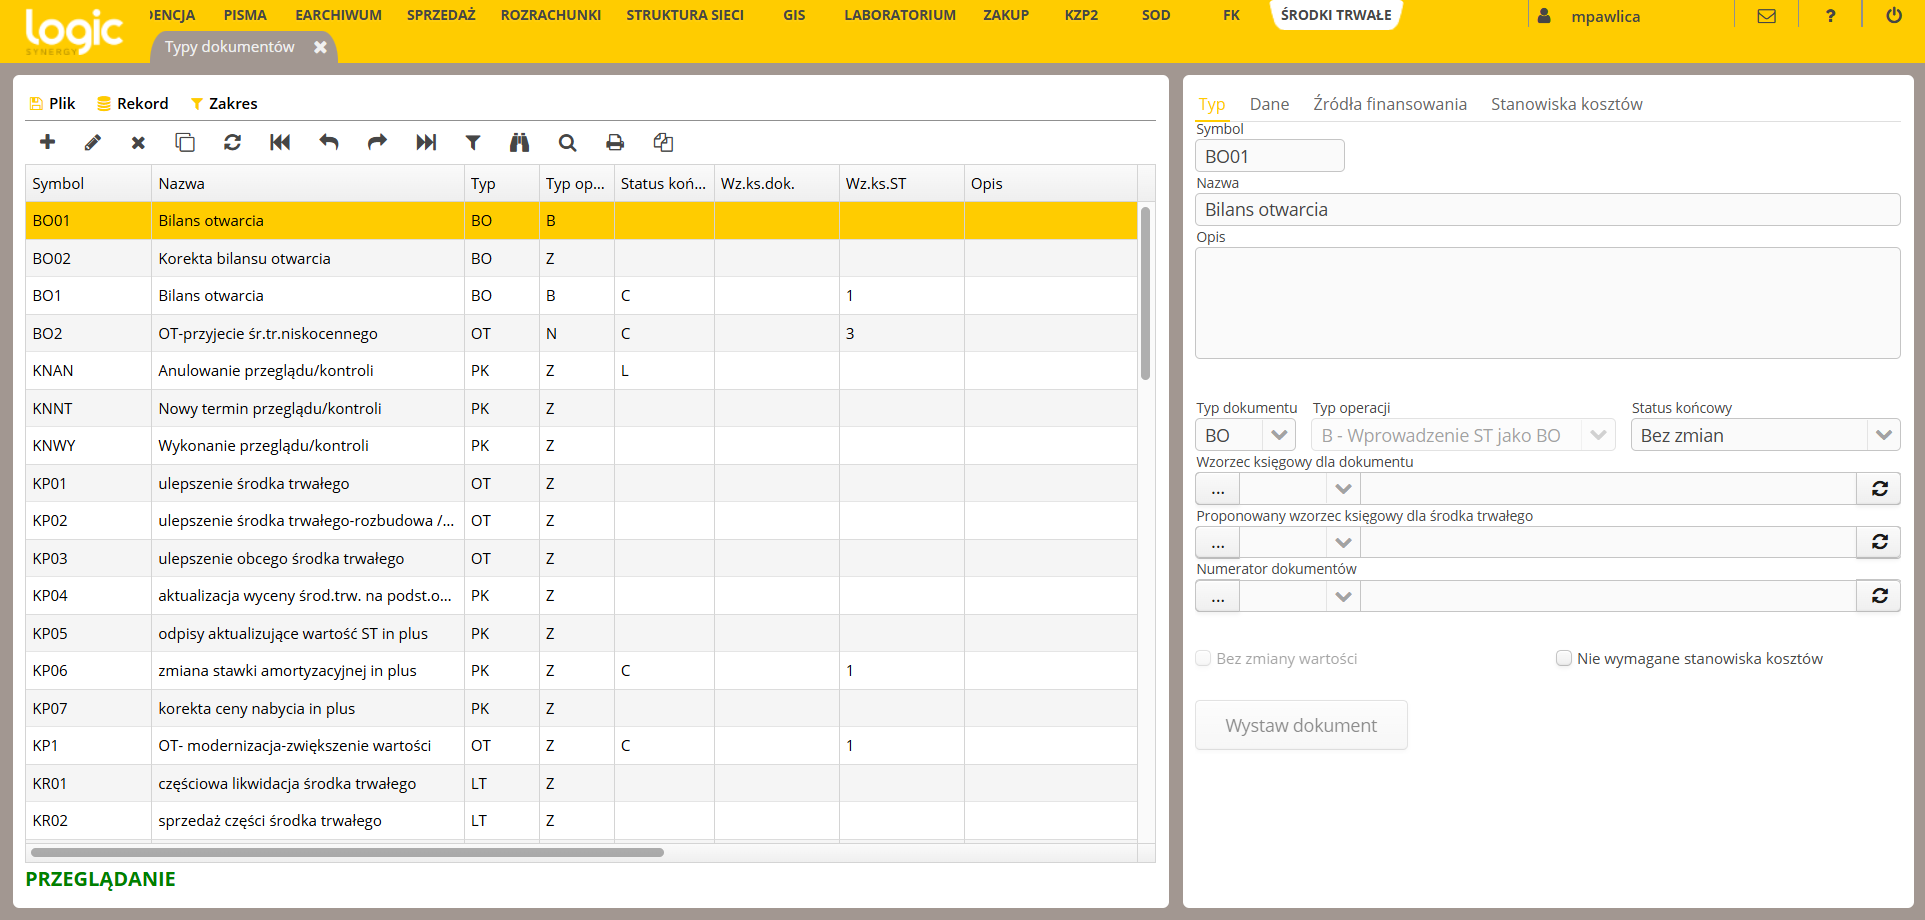 logic
SYNERGY
DENCJA PISMA EARCHIWUM SPRZEDAŻ ROZRACHUNKI STRUKTURA SIECI GIS LABORATORIUM ZAKUP KZP2 SOD FK ŚRODKI TRWAŁE mpawlica ?
Typy dokumentów
Plik Rekord Zakres
Symbol Nazwa Typ Typ op... Status koń... Wz.ks.dok. Wz.ks.ST Opis
BO01 Bilans otwarcia BO B
BO02 Korekta bilansu otwarcia BO Z
BO1 Bilans otwarcia BO B C 1
BO2 OT-przyjecie śr.tr.niskocennego OT N C 3
KNAN Anulowanie przeglądu/kontroli PK Z L
KNNT Nowy termin przeglądu/kontroli PK Z
KNWY Wykonanie przeglądu/kontroli PK Z
KP01 ulepszenie środka trwałego OT Z
KP02 ulepszenie środka trwałego-rozbudowa /... OT Z
KP03 ulepszenie obcego środka trwałego OT Z
KP04 aktualizacja wyceny środ.trw. na podst.o... PK Z
KP05 odpisy aktualizujące wartość ST in plus PK Z
KP06 zmiana stawki amortyzacyjnej in plus PK Z C 1
KP07 korekta ceny nabycia in plus PK Z
KP1 OT- modernizacja-zwiększenie wartości OT Z C 1
KR01 częściowa likwidacja środka trwałego LT Z
KR02 sprzedaż części środka trwałego LT Z
PRZEGLĄDANIE
Typ Dane Źródła finansowania Stanowiska kosztów
Symbol
BO01
Nazwa
Bilans otwarcia
Opis
Typ dokumentu Typ operacji Status końcowy
BO B - Wprowadzenie ST jako BO Bez zmian
Wzorzec księgowy dla dokumentu
...
Proponowany wzorzec księgowy dla środka trwałego
...
Numerator dokumentów
...
Bez zmiany wartości Nie wymagane stanowiska kosztów
Wystaw dokument